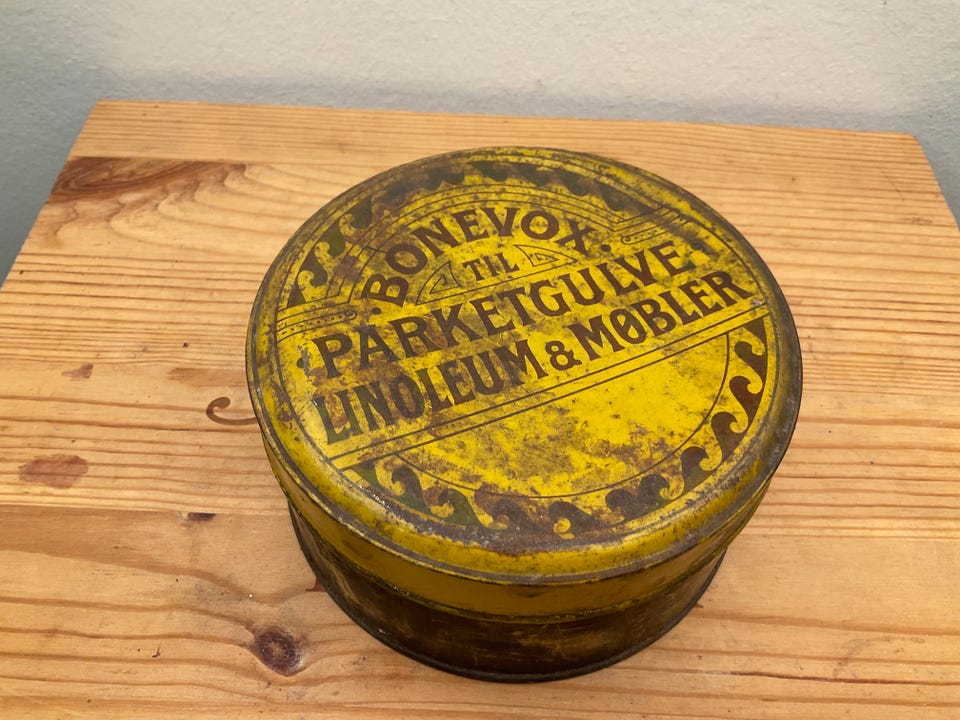 BONEVOX.
TIL
PARKETGULVE.
LINOLEUM & MØBLER